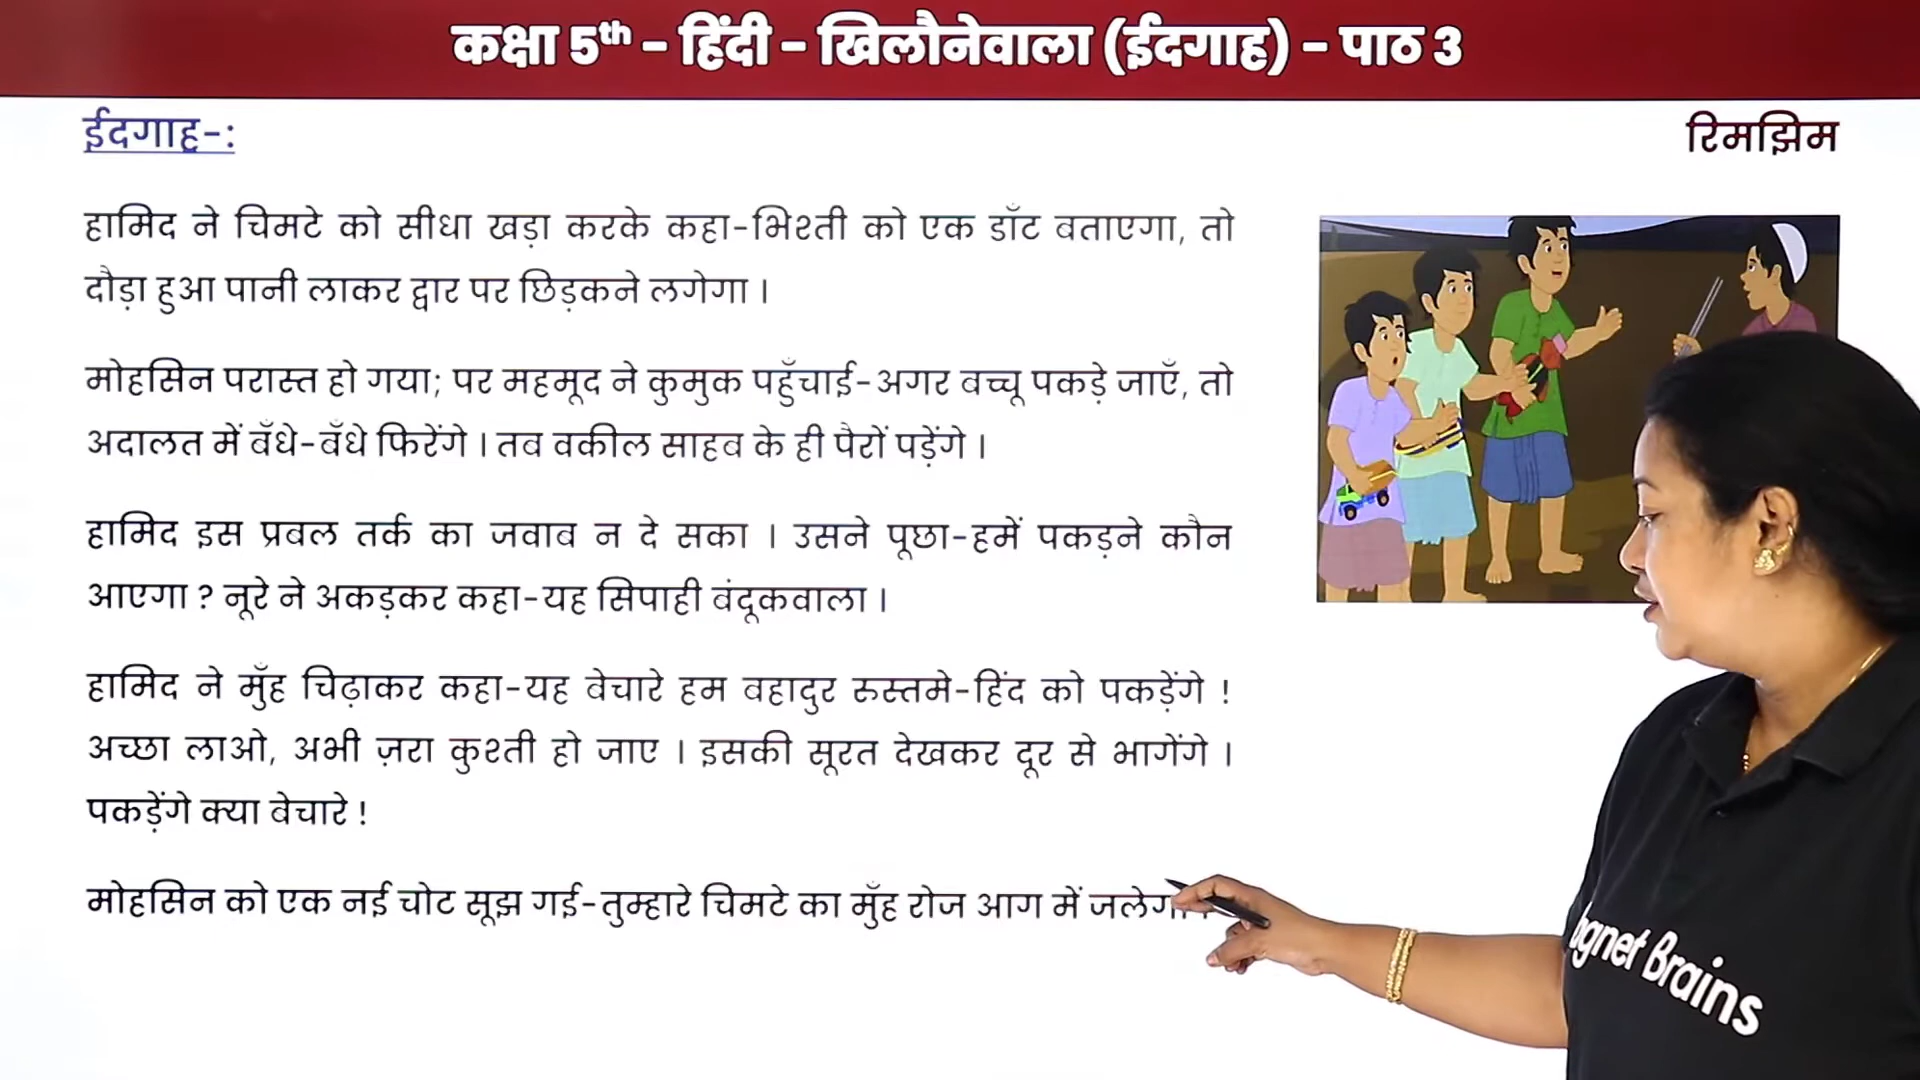 कक्षा 5th - हिंदी - खिलौनेवाला (ईदगाह) - पाठ 3
ईदगाह-:
रिमझिम
हामिद ने चिमटे को सीधा खड़ा करके कहा-भिश्ती को एक डाँट बताएगा, तो
दौड़ा हुआ पानी लाकर द्वार पर छिड़कने लगेगा ।
मोहसिन परास्त हो गया; पर महमूद ने कुमुक पहुँचाई-अगर बच्चू पकड़े जाएँ, तो
अदालत में बँधे-बँधे फिरेंगे । तब वकील साहब के ही पैरों पड़ेंगे ।
हामिद इस प्रबल तर्क का जवाब न दे सका । उसने पूछा-हमें पकड़ने कौन
आएगा ? नूरे ने अकड़कर कहा-यह सिपाही बंदूकवाला ।
हामिद ने मुँह चिढ़ाकर कहा-यह बेचारे हम बहादुर रुस्तमे-हिंद को पकड़ेंगे !
अच्छा लाओ, अभी ज़रा कुश्ती हो जाए । इसकी सूरत देखकर दूर से भागेंगे ।
पकड़ेंगे क्या बेचारे !
मोहसिन को एक नई चोट सूझ गई-तुम्हारे चिमटे का मुँह रोज आग में जलेगा
agnet Brains